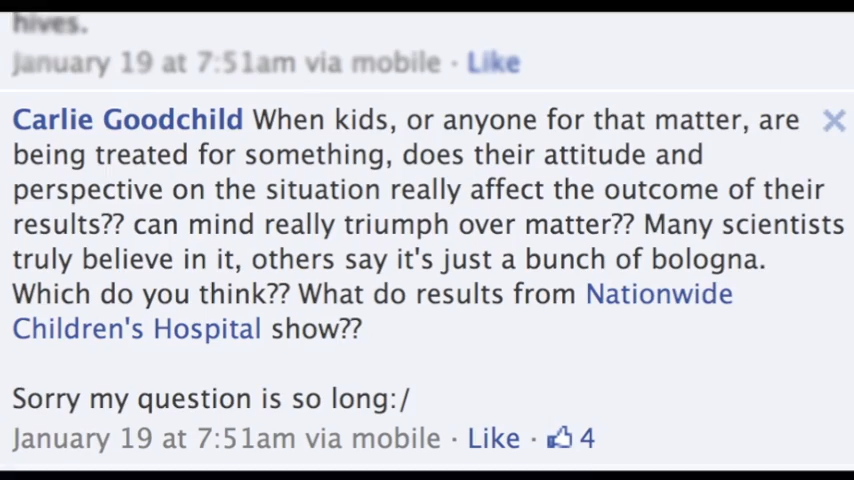 hives.
January 19 at 7:51am via mobile · Like
Carlie Goodchild When kids, or anyone for that matter, are
being treated for something, does their attitude and
perspective on the situation really affect the outcome of their
results?? can mind really triumph over matter?? Many scientists
truly believe in it, others say it's just a bunch of bologna.
Which do you think?? What do results from Nationwide
Children's Hospital show??
Sorry my question is so long:/
January 19 at 7:51am via mobile · Like · 4